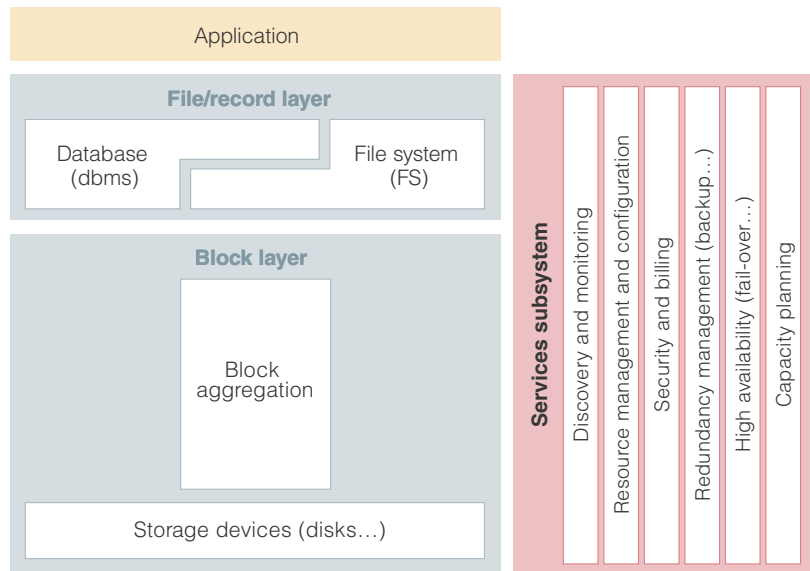 Application
File/record layer
Database
(dbms)
File system
(FS)
Block layer
Block
aggregation
Storage devices (disks…)
Services subsystem
Discovery and monitoring
Resource management and configuration
Security and billing
Redundancy management (backup…)
High availability (fail-over…)
Capacity planning